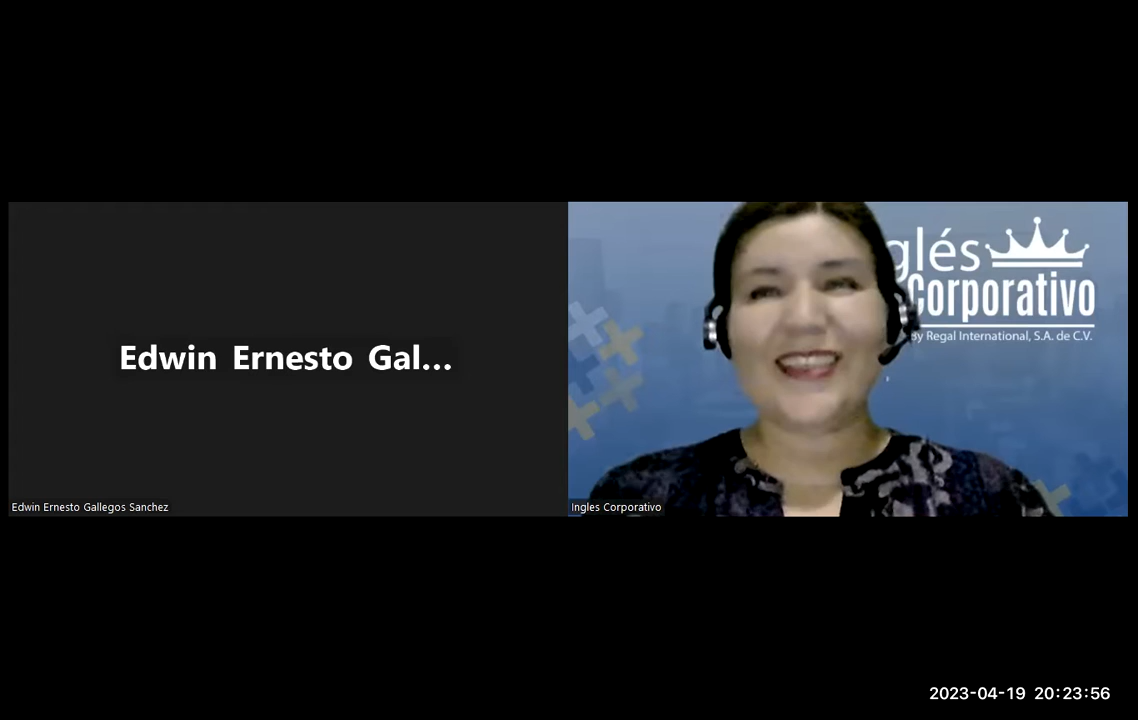 Edwin Ernesto Gal...
Edwin Ernesto Gallegos Sanchez
glés
Corporativo
By Regal International, S.A. de C.V.
Ingles Corporativo
2023-04-19 20:23:56